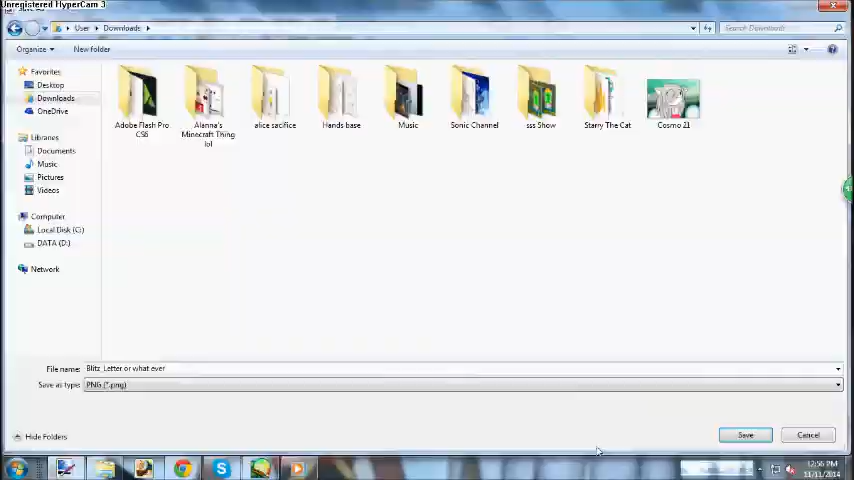 Unregistered HyperCam 3
User
Downloads
Search Downloads
Organize
New folder
Favorites
Desktop
Downloads
OneDrive
Libraries
Documents
Music
Pictures
Videos
Computer
Local Disk (C:)
DATA (D:)
Network
Adobe Flash Pro
CS6
Alanna's
Minecraft Thing
lol
alice sacifice
Hands base
Music
Sonic Channel
sss Show
Starry The Cat
Cosmo 21
File name: Blitz_Letter or what ever
Save as type: PNG (*.png)
Hide Folders
Save
Cancel
12:56 PM
11/11/2014